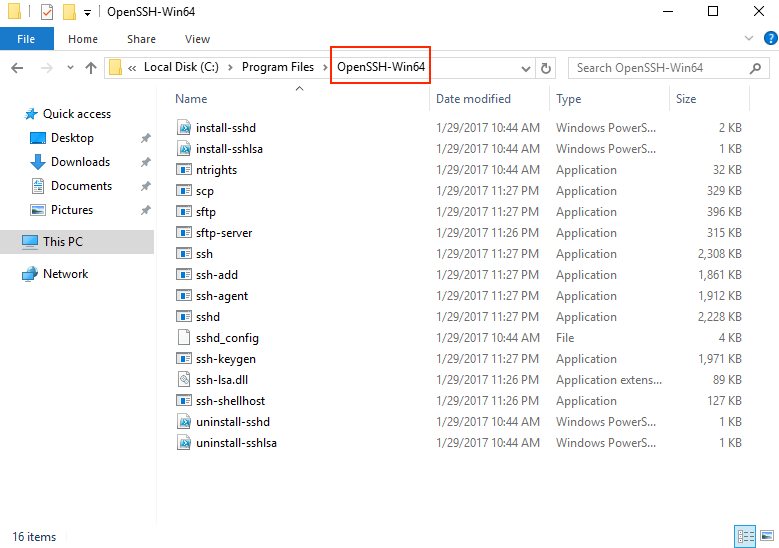 OpenSSH-Win64
File Home Share View
« Local Disk (C:) > Program Files > OpenSSH-Win64 Search OpenSSH-Win64
Name Date modified Type Size
Quick access
Desktop
Downloads
Documents
Pictures
This PC
Network
install-sshd 1/29/2017 10:44 AM Windows PowerS... 2 KB
install-sshlsa 1/29/2017 10:44 AM Windows PowerS... 1 KB
ntrights 1/29/2017 10:44 AM Application 32 KB
scp 1/29/2017 11:27 PM Application 329 KB
sftp 1/29/2017 11:27 PM Application 396 KB
sftp-server 1/29/2017 11:26 PM Application 315 KB
ssh 1/29/2017 11:27 PM Application 2,308 KB
ssh-add 1/29/2017 11:27 PM Application 1,861 KB
ssh-agent 1/29/2017 11:27 PM Application 1,912 KB
sshd 1/29/2017 11:27 PM Application 2,228 KB
sshd_config 1/29/2017 10:44 AM File 4 KB
ssh-keygen 1/29/2017 11:27 PM Application 1,971 KB
ssh-lsa.dll 1/29/2017 11:26 PM Application extens... 89 KB
ssh-shellhost 1/29/2017 11:26 PM Application 127 KB
uninstall-sshd 1/29/2017 10:44 AM Windows PowerS... 1 KB
uninstall-sshlsa 1/29/2017 10:44 AM Windows PowerS... 1 KB
16 items